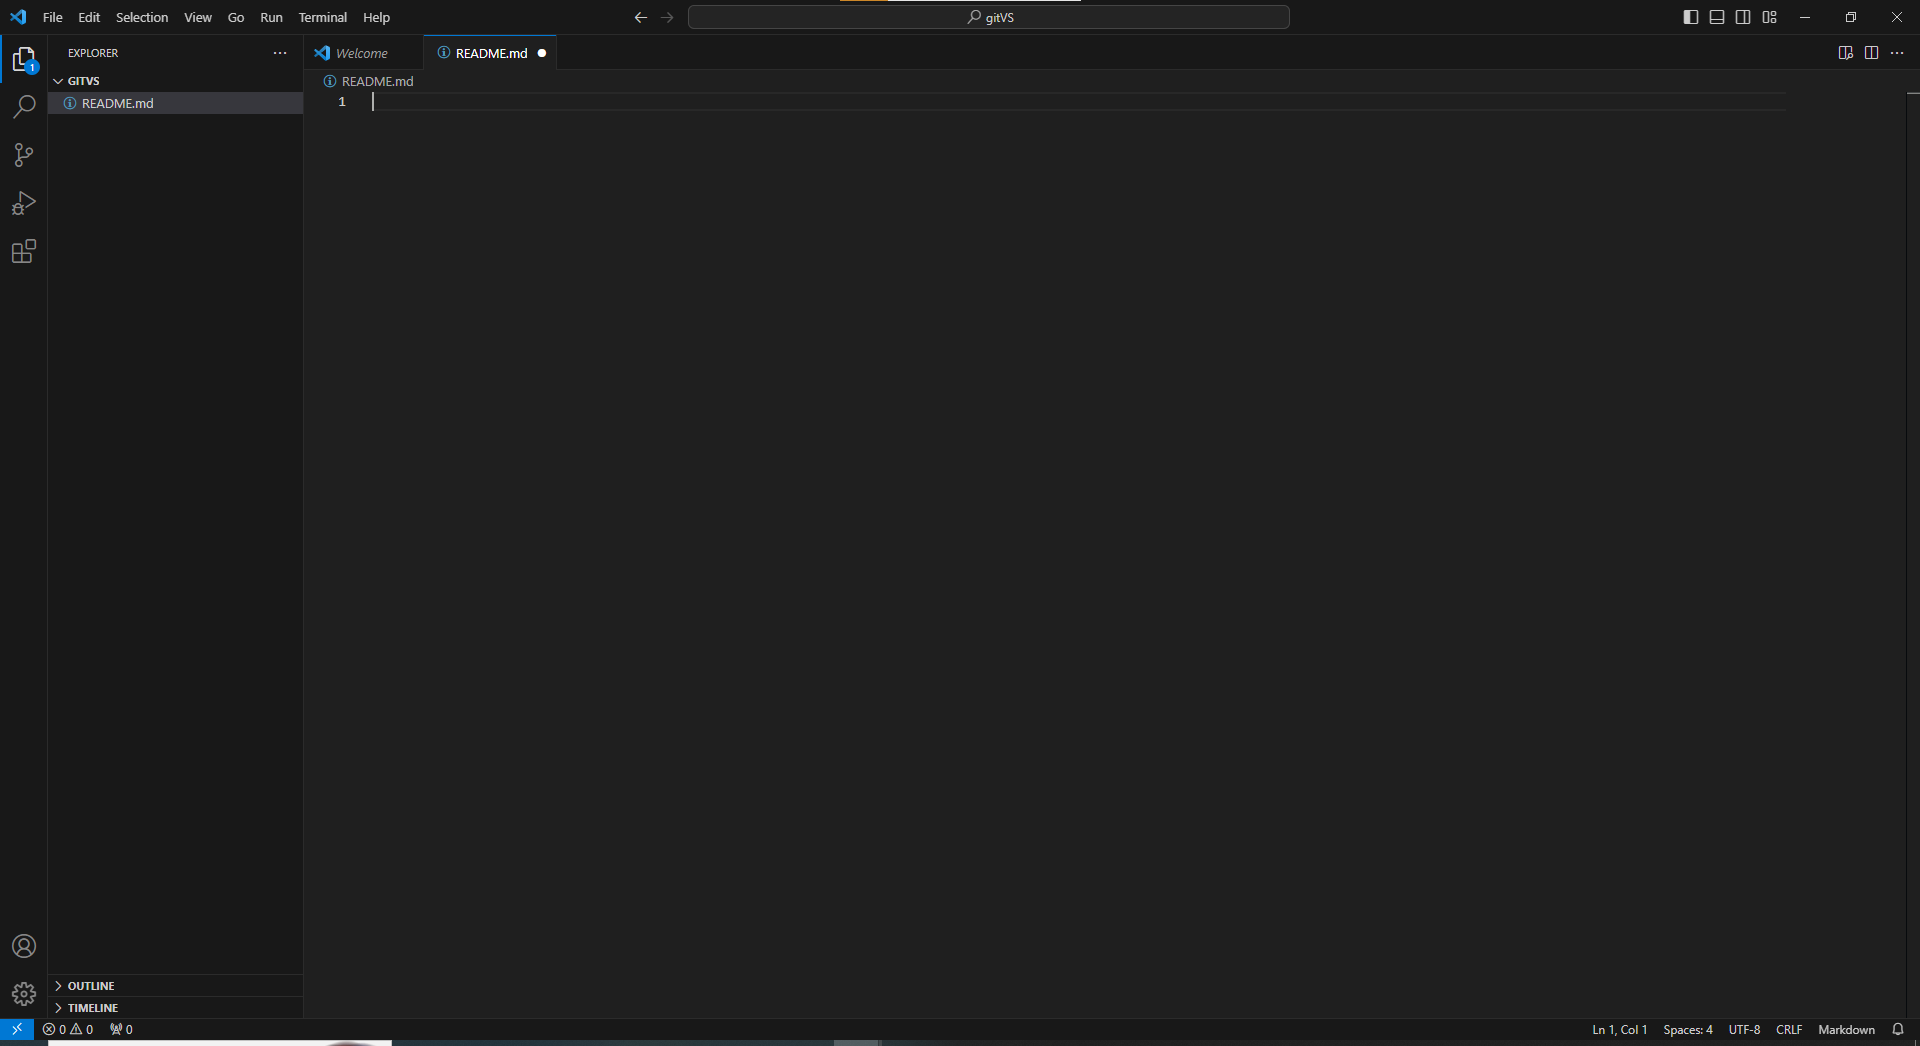 File Edit Selection View Go Run Terminal Help
gitVS
EXPLORER
Welcome
README.md
GITVS
README.md
README.md
1
1
OUTLINE
TIMELINE
0 0 0
Ln 1, Col 1 Spaces: 4 UTF-8 CRLF Markdown